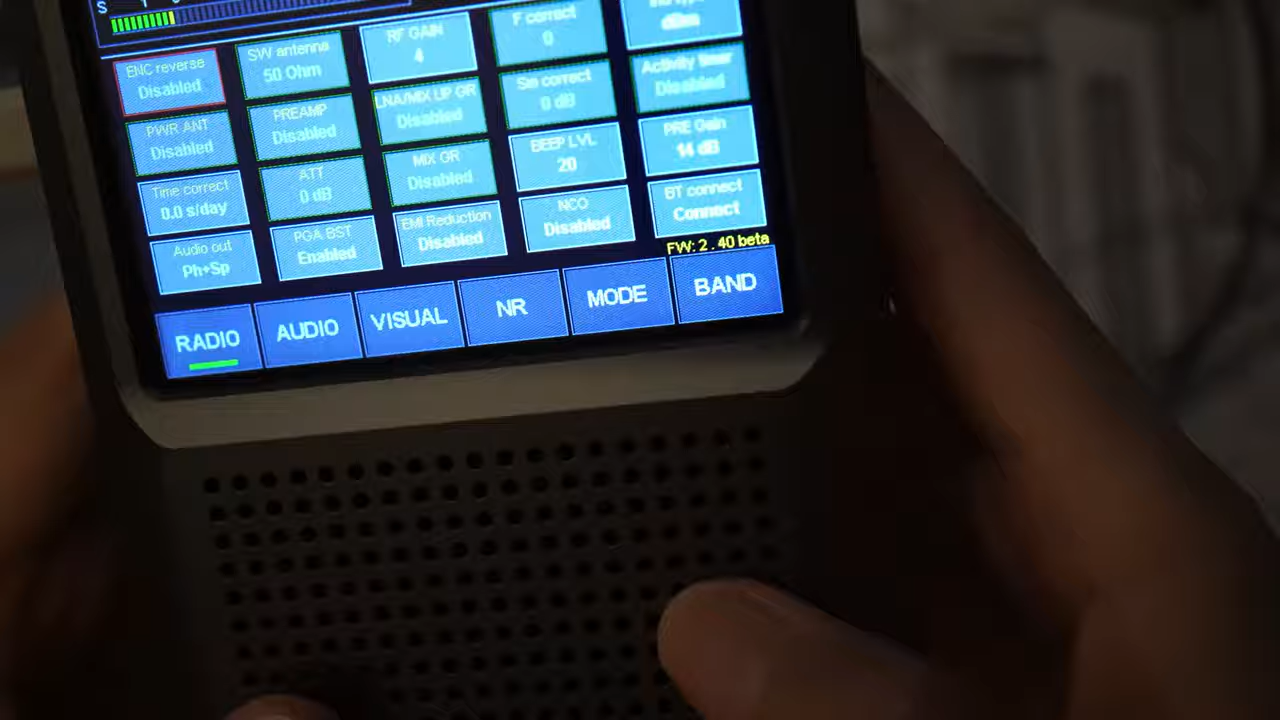 S 1
ENC reverse
Disabled
SW antenna
50 Ohm
RF GAIN
4
F correct
0
dBm
PWR ANT
Disabled
PREAMP
Disabled
LNA/MIX UP GR
Disabled
Sm correct
0 dB
Activity timer
Disabled
Time correct
0.0 s/day
ATT
0 dB
MIX GR
Disabled
BEEP LVL
20
PRE Gain
14 dB
Audio out
Ph+Sp
PGA BST
Enabled
EMI Reduction
Disabled
NCO
Disabled
BT connect
Connect
FW: 2.40 beta
RADIO AUDIO VISUAL NR MODE BAND